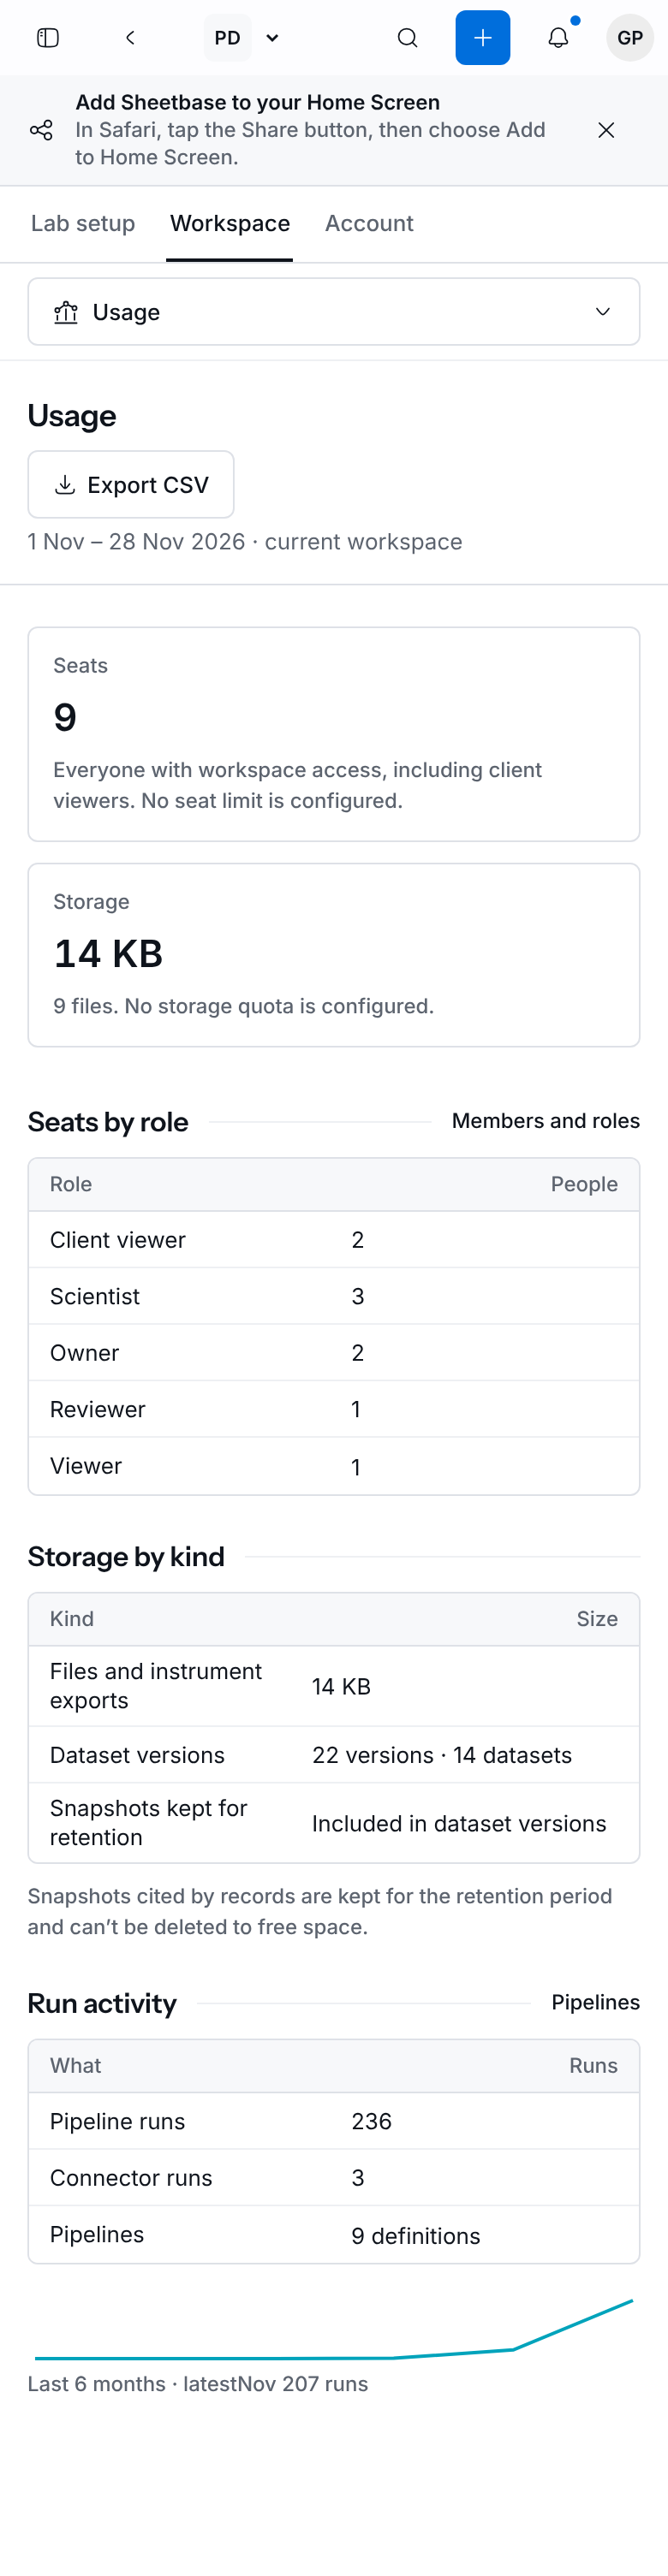 PD
GP
Add Sheetbase to your Home Screen
In Safari, tap the Share button, then choose Add
to Home Screen.
Lab setup
Workspace
Account
Usage
Usage
Export CSV
1 Nov – 28 Nov 2026 · current workspace
Seats
9
Everyone with workspace access, including client
viewers. No seat limit is configured.
Storage
14 KB
9 files. No storage quota is configured.
Seats by role
Members and roles
Role People
Client viewer 2
Scientist 3
Owner 2
Reviewer 1
Viewer 1
Storage by kind
Kind Size
Files and instrument
exports
14 KB
Dataset versions 22 versions · 14 datasets
Snapshots kept for
retention
Included in dataset versions
Snapshots cited by records are kept for the retention period
and can’t be deleted to free space.
Run activity
Pipelines
What Runs
Pipeline runs 236
Connector runs 3
Pipelines 9 definitions
Last 6 months · latestNov 207 runs